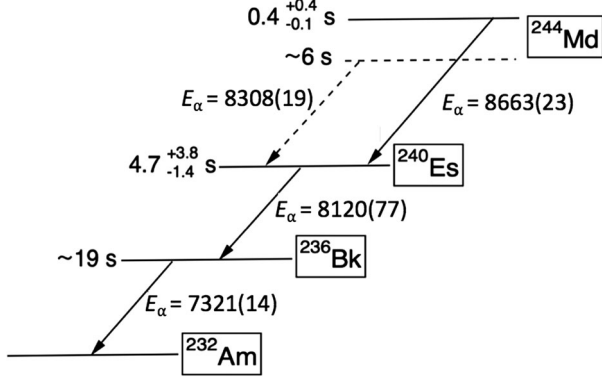 0.4 +0.4 -0.1 s
244Md
~6 s
Eα = 8308(19)
Eα = 8663(23)
4.7 +3.8 -1.4 s
240Es
Eα = 8120(77)
~19 s
236Bk
Eα = 7321(14)
232Am